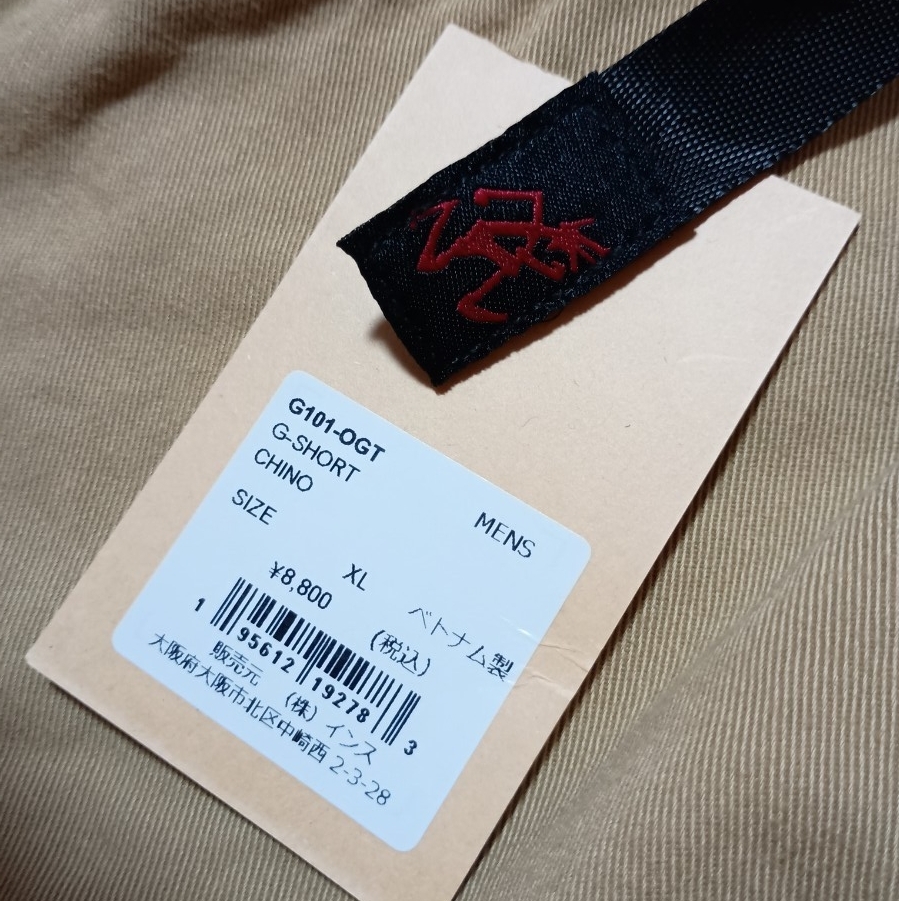 G101-OGT
G-SHORT
CHINO
MENS
SIZE
XL
ベトナム製
¥8,800
(税込)
1 95612 19278 3
販売元 (株) インス
大阪府大阪市北区中崎西 2-3-28